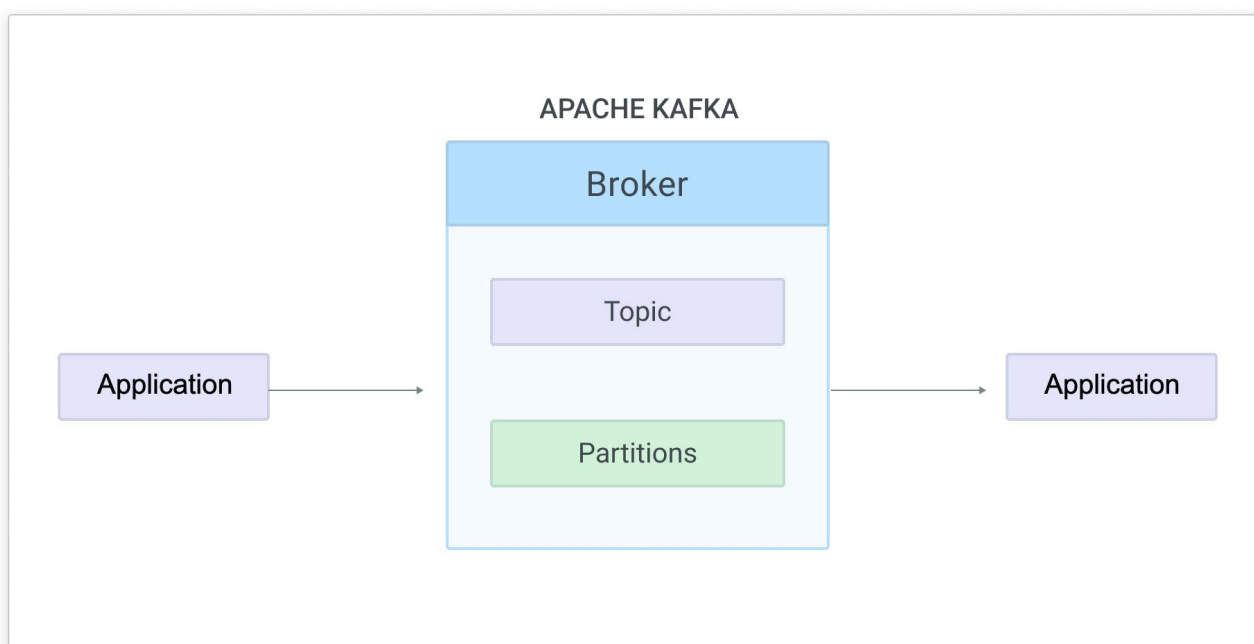 APACHE KAFKA
Broker
Topic
Application
Application
Partitions